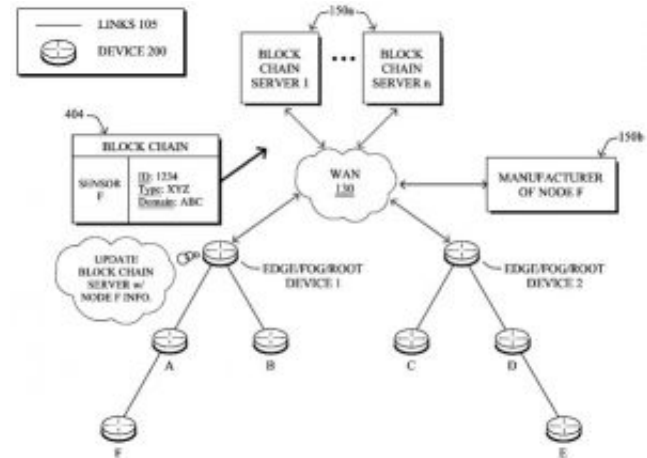 LINKS 105
DEVICE 200
150a
BLOCK
CHAIN
SERVER 1
BLOCK
CHAIN
SERVER n
404
BLOCK CHAIN
SENSOR
F
ID: 1234
Type: XYZ
Domain: ABC
WAN
130
150b
MANUFACTURER
OF NODE F
UPDATE
BLOCK CHAIN
SERVER w/
NODE F INFO.
EDGE/FOG/ROOT
DEVICE 1
EDGE/FOG/ROOT
DEVICE 2
A
B
C
D
F
E